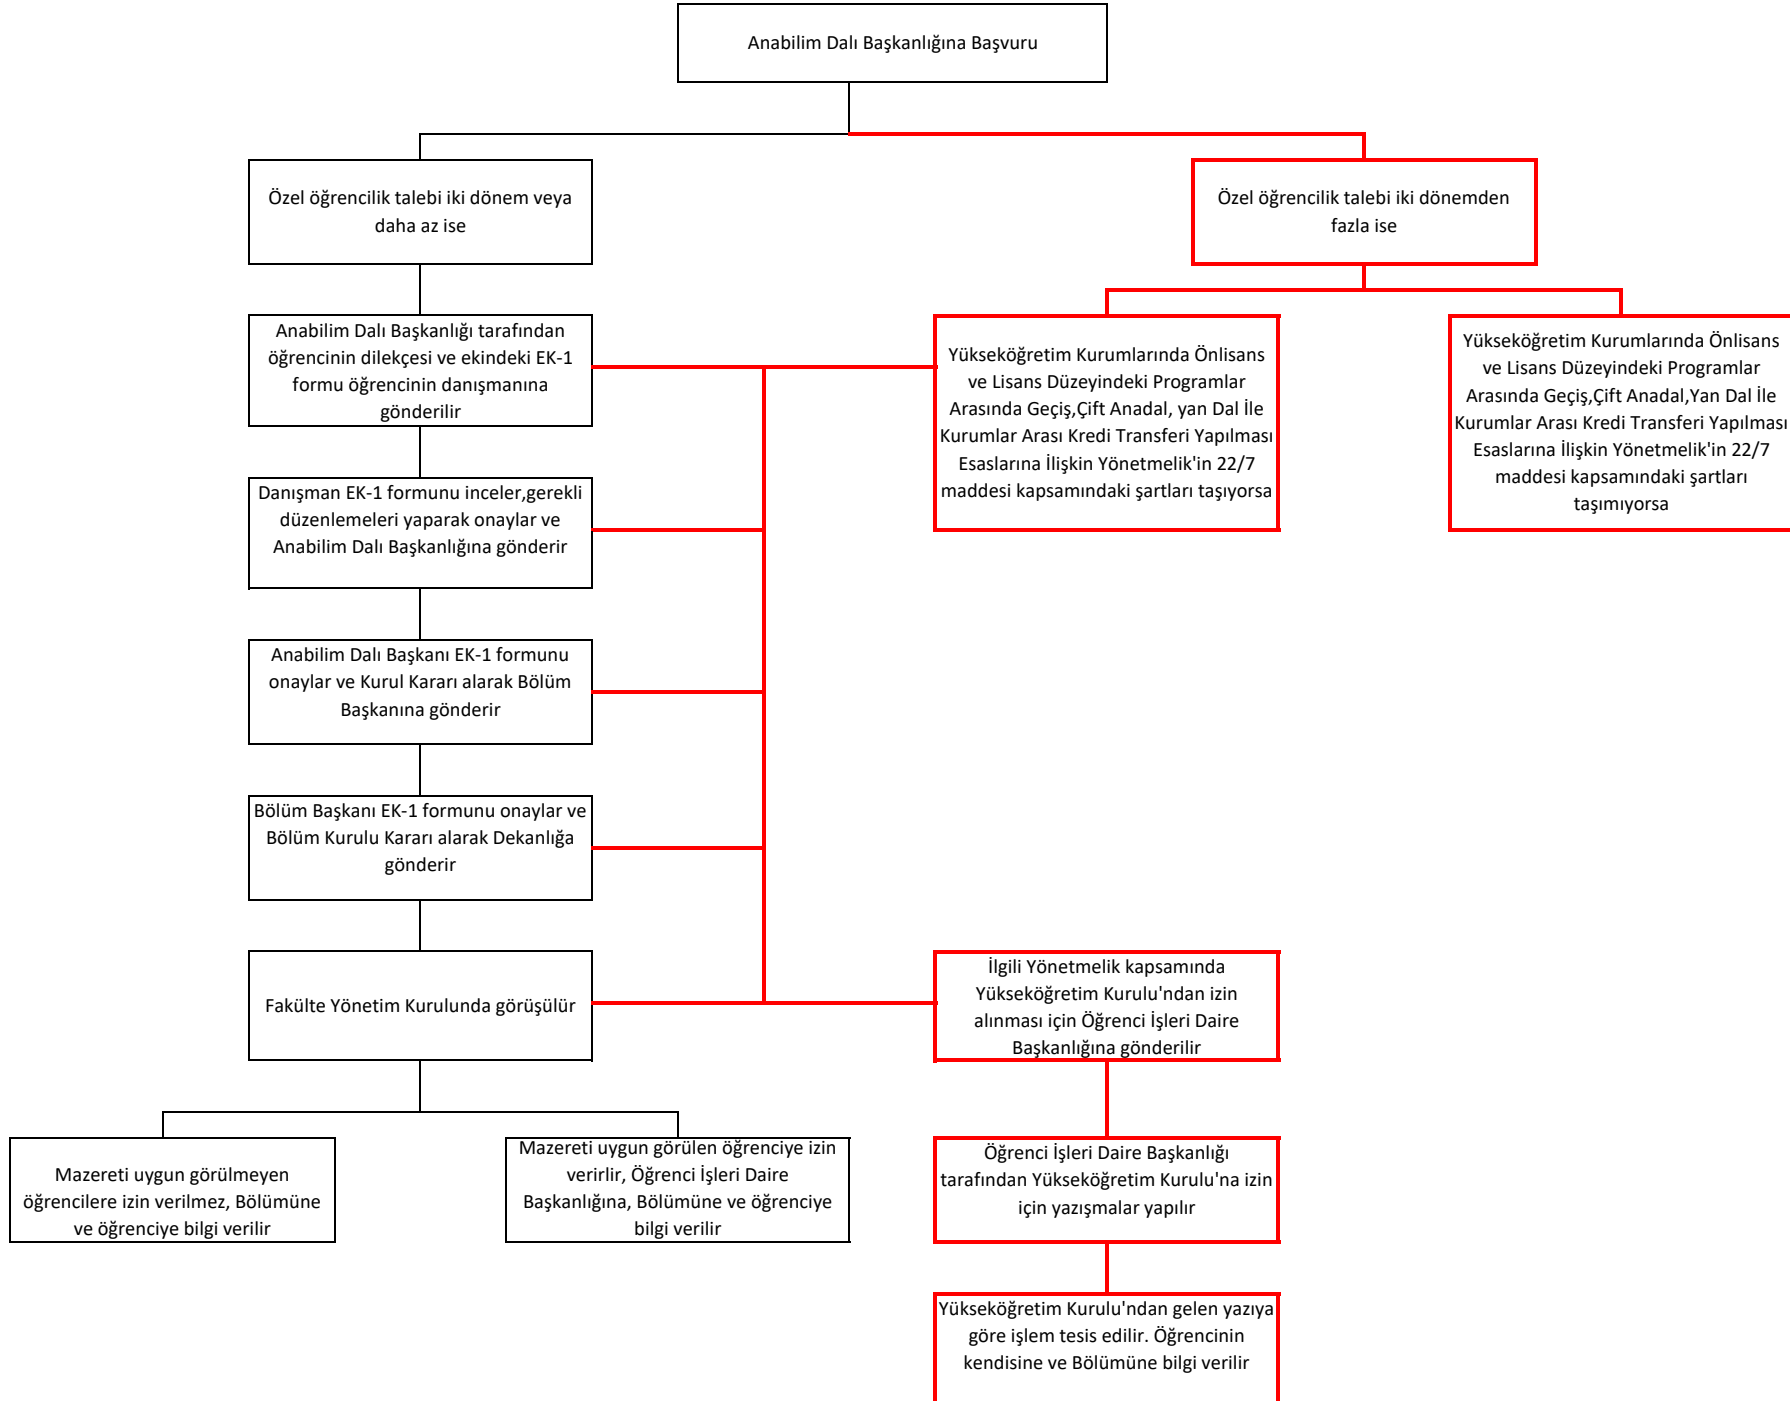 Anabilim Dalı Başkanlığına Başvuru
Özel öğrencilik talebi iki dönem veya
daha az ise
Özel öğrencilik talebi iki dönemden
fazla ise
Anabilim Dalı Başkanlığı tarafından
öğrencinin dilekçesi ve ekindeki EK-1
formu öğrencinin danışmanına
gönderilir
Yükseköğretim Kurumlarında Önlisans
ve Lisans Düzeyindeki Programlar
Arasında Geçiş,Çift Anadal, yan Dal İle
Kurumlar Arası Kredi Transferi Yapılması
Esaslarına İlişkin Yönetmelik'in 22/7
maddesi kapsamındaki şartları taşıyorsa
Yükseköğretim Kurumlarında Önlisans
ve Lisans Düzeyindeki Programlar
Arasında Geçiş,Çift Anadal,Yan Dal İle
Kurumlar Arası Kredi Transferi Yapılması
Esaslarına İlişkin Yönetmelik'in 22/7
maddesi kapsamındaki şartları
taşımıyorsa
Danışman EK-1 formunu inceler,gerekli
düzenlemeleri yaparak onaylar ve
Anabilim Dalı Başkanlığına gönderir
Anabilim Dalı Başkanı EK-1 formunu
onaylar ve Kurul Kararı alarak Bölüm
Başkanına gönderir
Bölüm Başkanı EK-1 formunu onaylar ve
Bölüm Kurulu Kararı alarak Dekanlığa
gönderir
Fakülte Yönetim Kurulunda görüşülür
İlgili Yönetmelik kapsamında
Yükseköğretim Kurulu'ndan izin
alınması için Öğrenci İşleri Daire
Başkanlığına gönderilir
Mazereti uygun görülmeyen
öğrencilere izin verilmez, Bölümüne
ve öğrenciye bilgi verilir
Mazereti uygun görülen öğrenciye izin
verirlir, Öğrenci İşleri Daire
Başkanlığına, Bölümüne ve öğrenciye
bilgi verilir
Öğrenci İşleri Daire Başkanlığı
tarafından Yükseköğretim Kurulu'na izin
için yazışmalar yapılır
Yükseköğretim Kurulu'ndan gelen yazıya
göre işlem tesis edilir. Öğrencinin
kendisine ve Bölümüne bilgi verilir